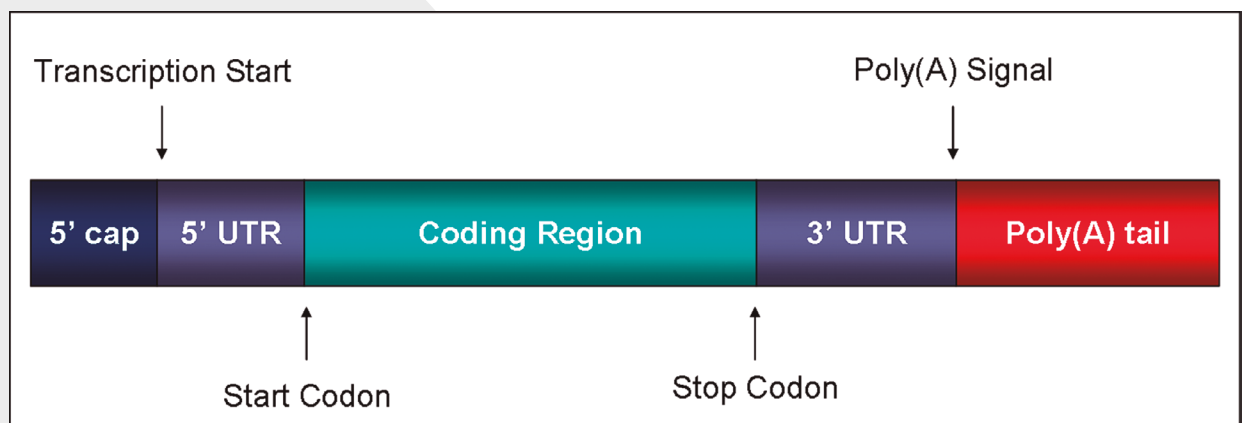 Transcription Start
Poly(A) Signal
5’ cap
5’ UTR
Coding Region
3’ UTR
Poly(A) tail
Start Codon
Stop Codon